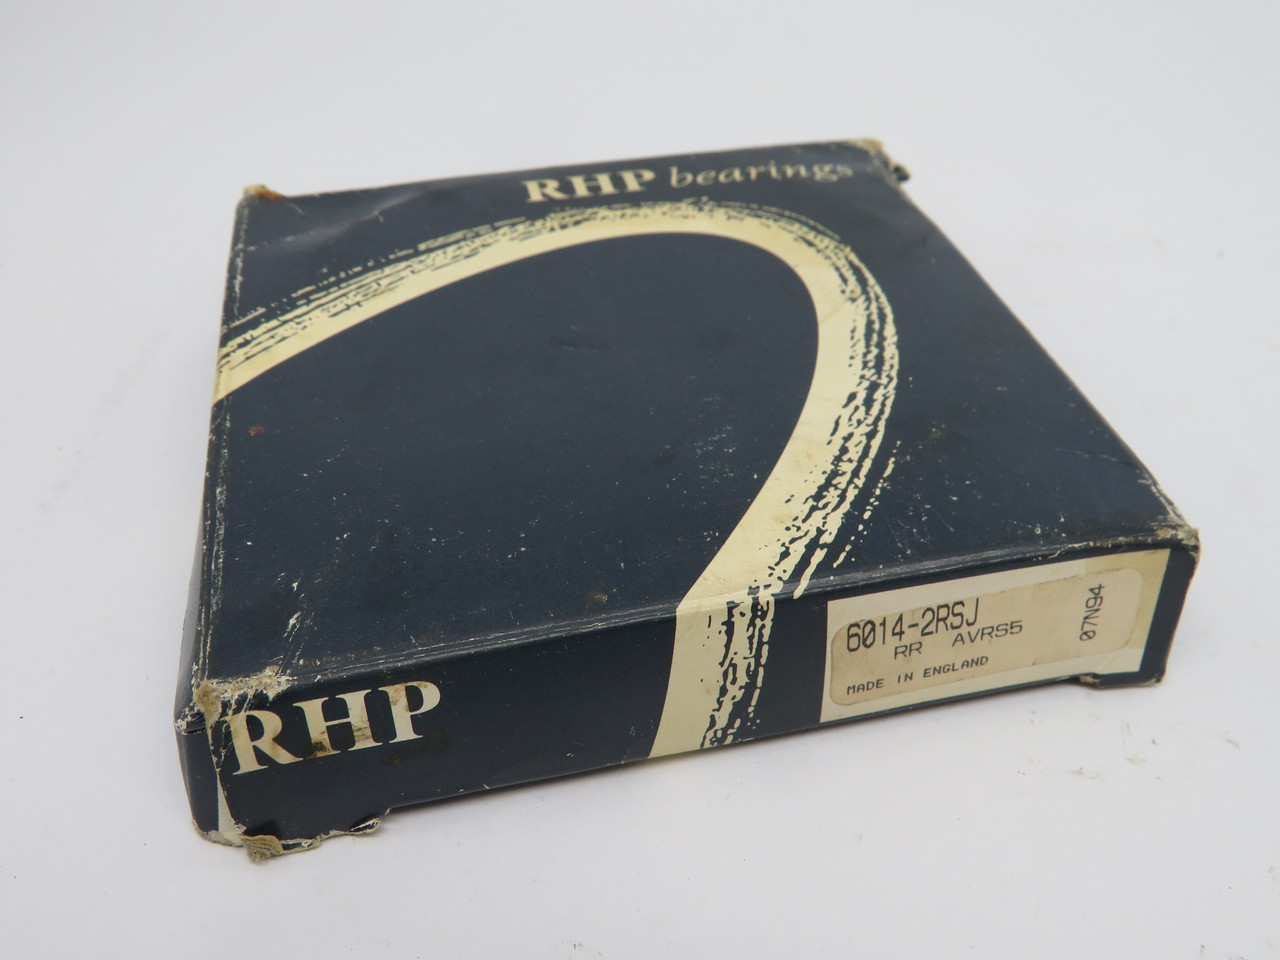 RHP bearings
RHP
6014-2RSJ
RR AVRS5
MADE IN ENGLAND
07N94